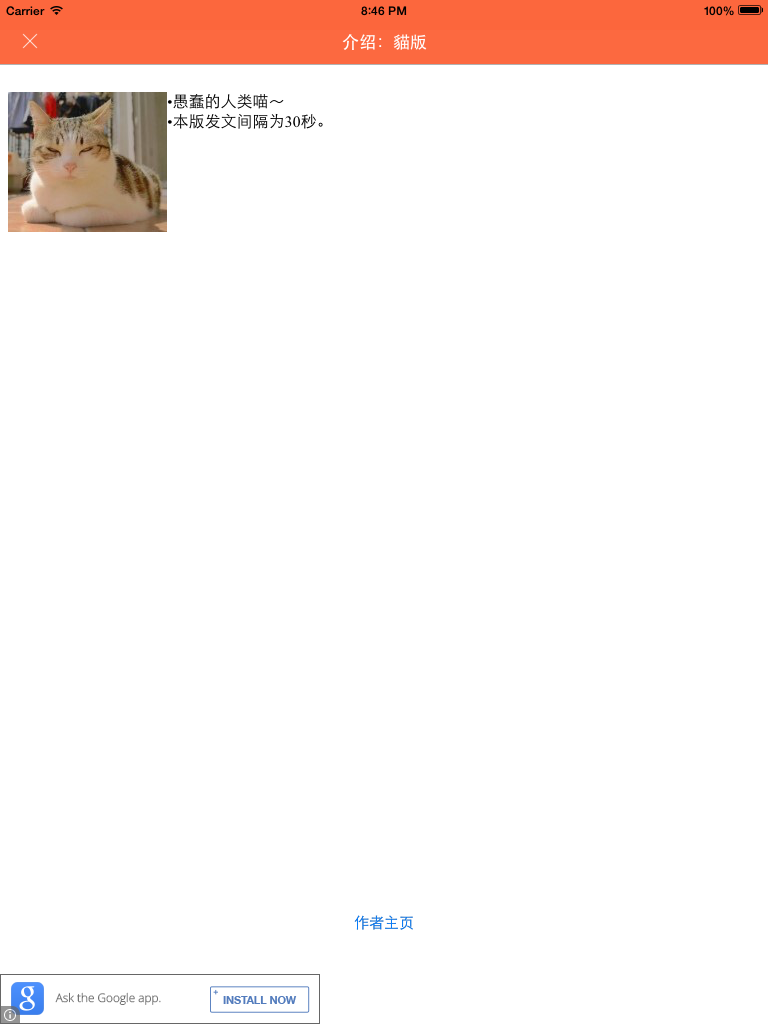 Carrier 8:46 PM 100%
介绍：貓版
•愚蠢的人类喵～
•本版发文间隔为30秒。
作者主页
g Ask the Google app. INSTALL NOW